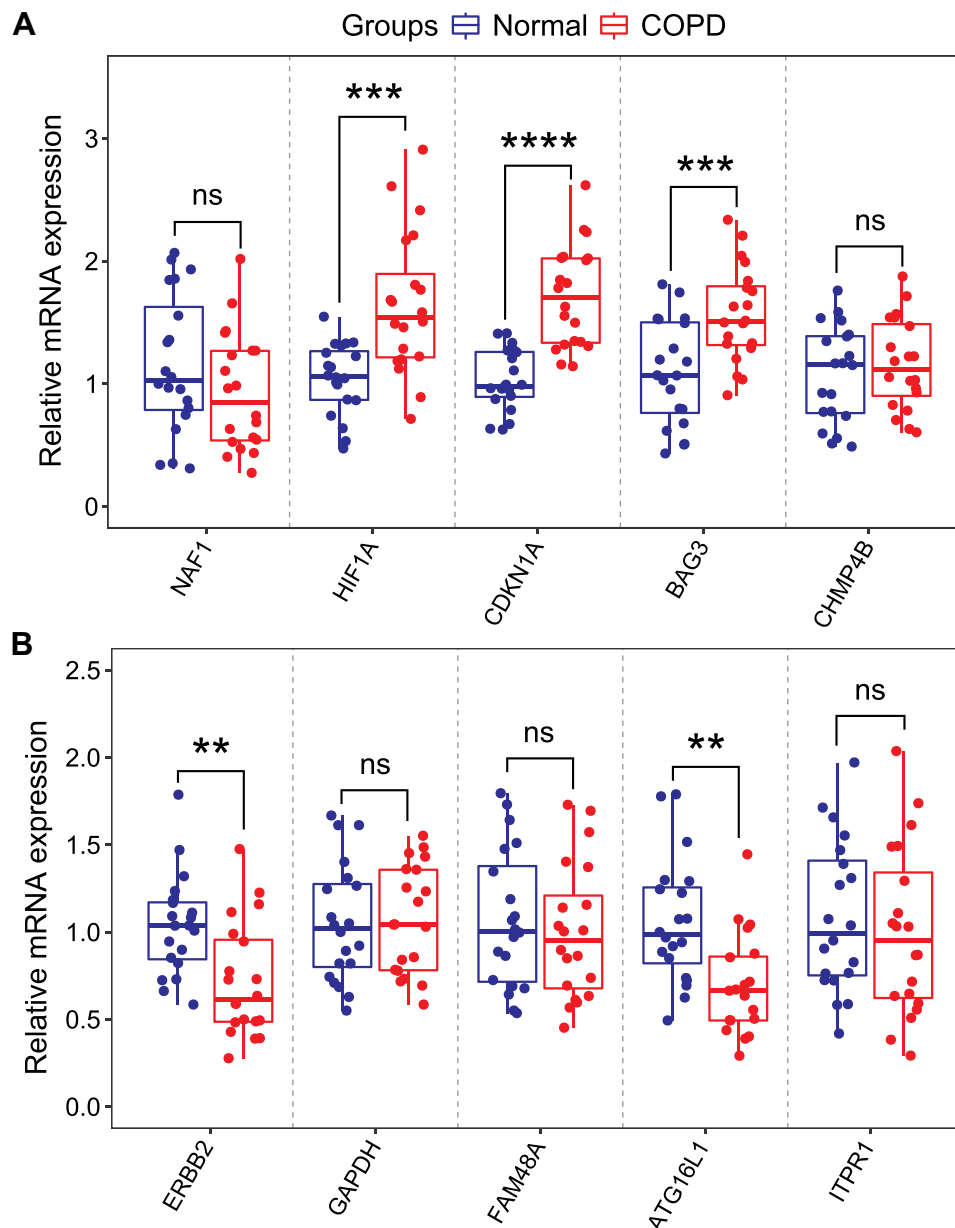 A
Groups Normal COPD
Relative mRNA expression
3
2
1
0
ns
***
****
***
ns
NAF1
HIF1A
CDKN1A
BAG3
CHMP4B
B
Relative mRNA expression
2.5
2.0
1.5
1.0
0.5
0.0
**
ns
ns
**
ns
ERBB2
GAPDH
FAM48A
ATG16L1
ITPR1